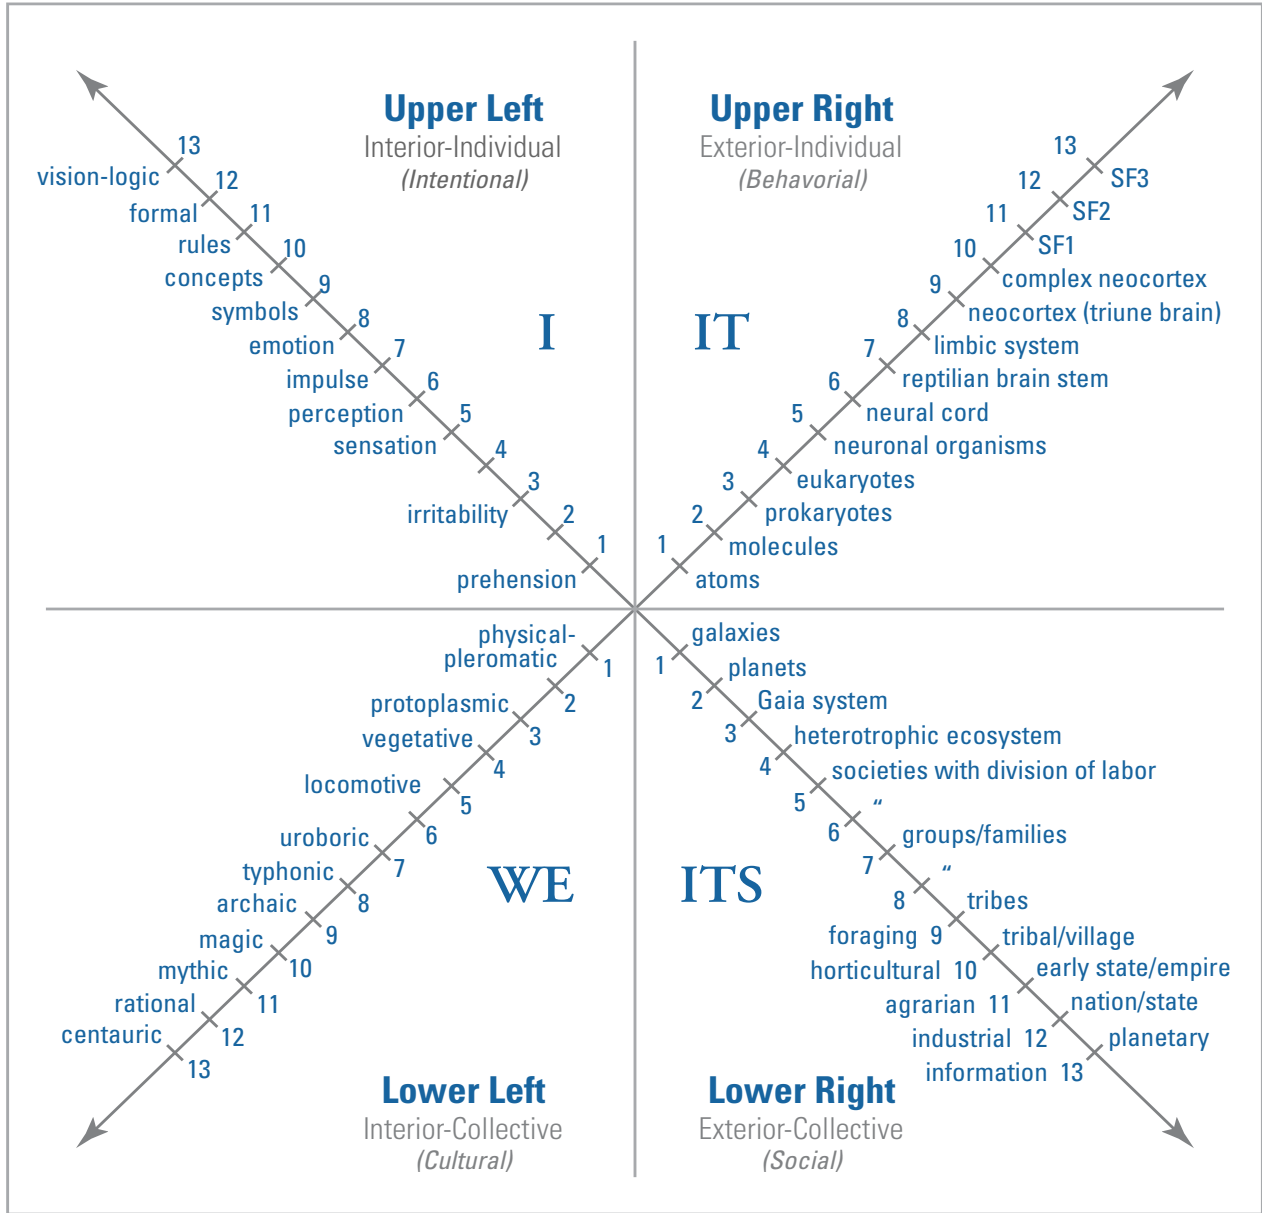 Upper Left
Interior-Individual
(Intentional)
13
vision-logic
12
formal
11
rules
10
concepts
9
symbols
8
emotion
7
impulse
6
perception
5
sensation
4
3
irritability
2
1
prehension
I
Upper Right
Exterior-Individual
(Behavorial)
13
SF3
12
SF2
11
SF1
10
complex neocortex
9
neocortex (triune brain)
8
limbic system
7
reptilian brain stem
6
neural cord
5
neuronal organisms
4
eukaryotes
3
prokaryotes
2
molecules
1
atoms
IT
physical-
pleromatic
1
2
protoplasmic
3
vegetative
4
locomotive
5
6
uroboric
7
typhonic
8
archaic
9
magic
10
mythic
11
rational
12
centauric
13
WE
Lower Left
Interior-Collective
(Cultural)
galaxies
1
planets
2
Gaia system
3
heterotrophic ecosystem
4
societies with division of labor
5
“
6
groups/families
7
“
8
tribes
foraging 9
tribal/village
horticultural 10
early state/empire
agrarian 11
nation/state
industrial 12
planetary
information 13
ITS
Lower Right
Exterior-Collective
(Social)